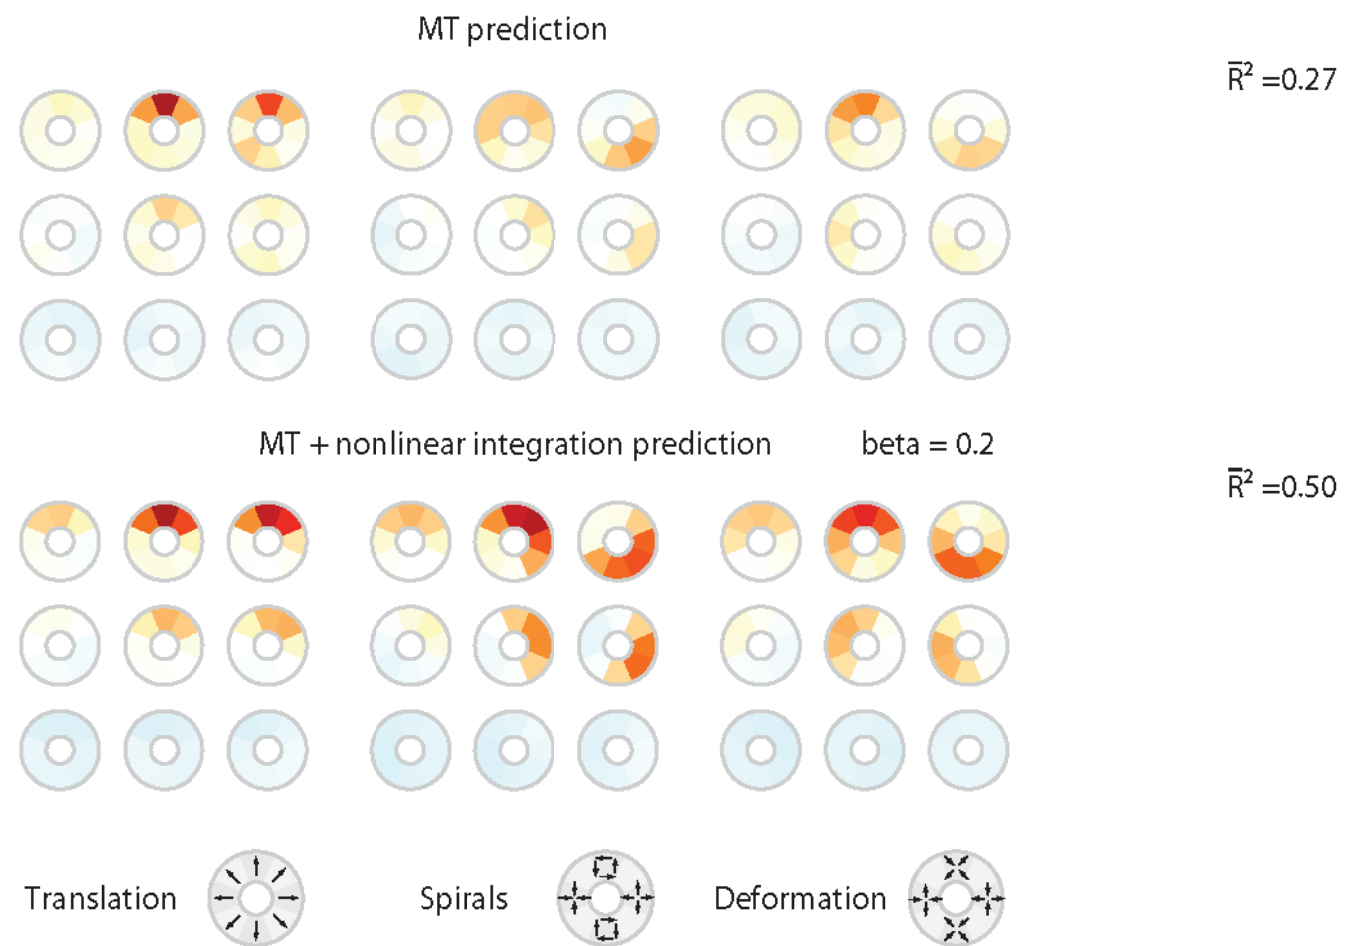 MT prediction
R̅² =0.27
MT + nonlinear integration prediction
beta = 0.2
R̅² =0.50
Translation
Spirals
Deformation